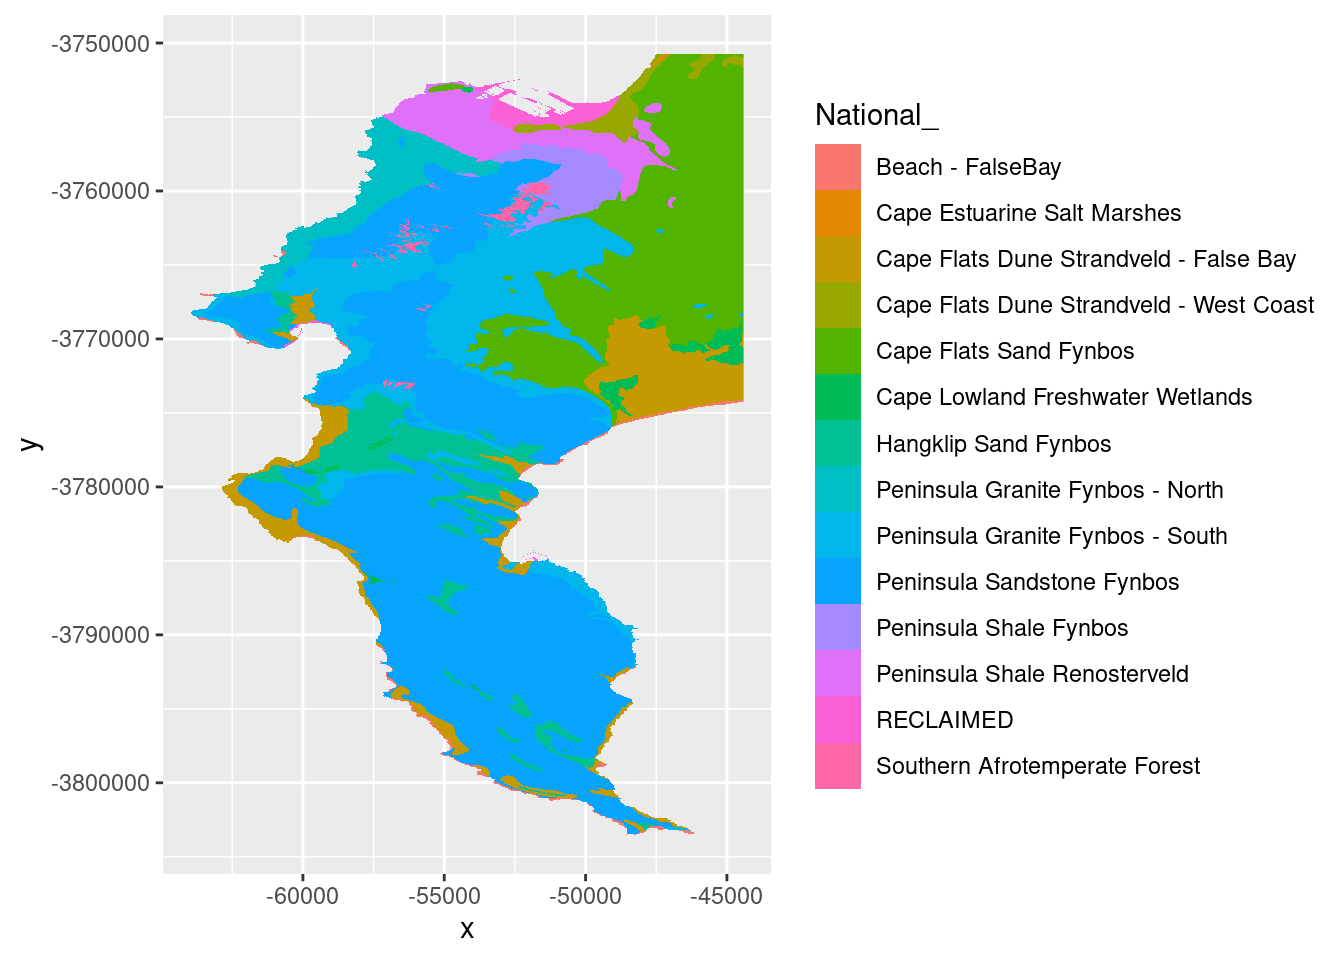 -3750000
-3760000
-3770000
-3780000
-3790000
-3800000
y
-60000
-55000
-50000
-45000
x
National_
Beach - FalseBay
Cape Estuarine Salt Marshes
Cape Flats Dune Strandveld - False Bay
Cape Flats Dune Strandveld - West Coast
Cape Flats Sand Fynbos
Cape Lowland Freshwater Wetlands
Hangklip Sand Fynbos
Peninsula Granite Fynbos - North
Peninsula Granite Fynbos - South
Peninsula Sandstone Fynbos
Peninsula Shale Fynbos
Peninsula Shale Renosterveld
RECLAIMED
Southern Afrotemperate Forest